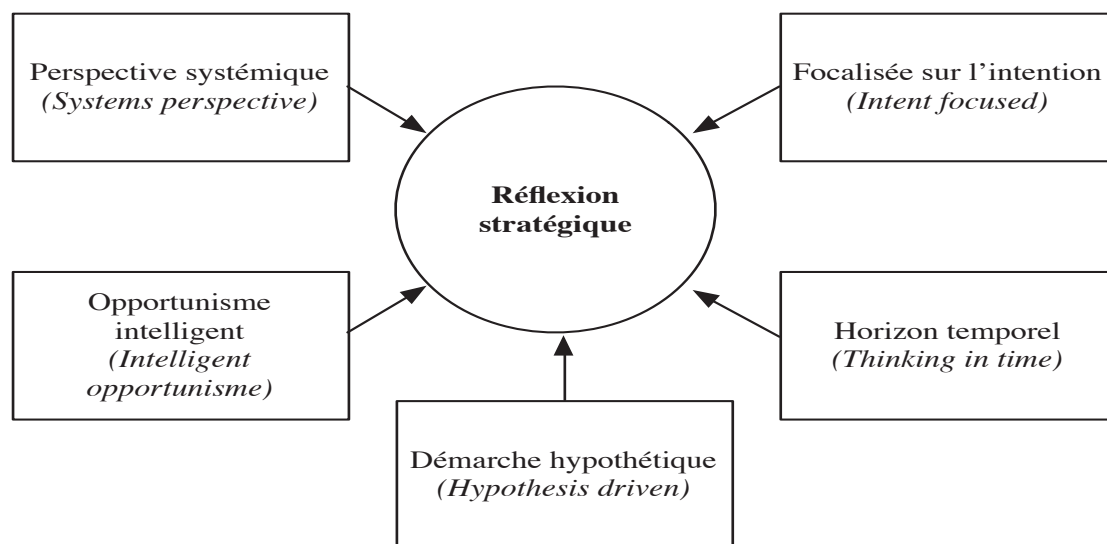 Perspective systémique
(Systems perspective)
Focalisée sur l’intention
(Intent focused)
Réflexion
stratégique
Opportunisme
intelligent
(Intelligent
opportunisme)
Horizon temporel
(Thinking in time)
Démarche hypothétique
(Hypothesis driven)